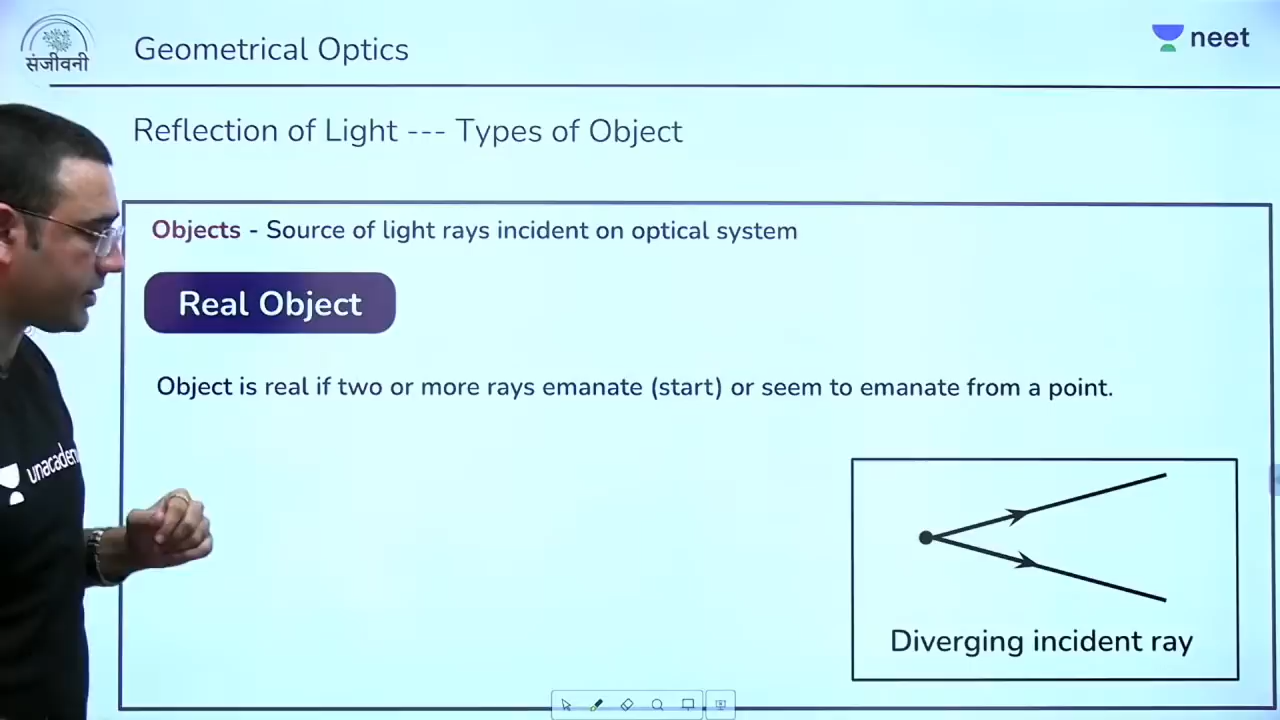 संजीवनी
Geometrical Optics
neet
Reflection of Light --- Types of Object
Objects - Source of light rays incident on optical system
Real Object
Object is real if two or more rays emanate (start) or seem to emanate from a point.
unacadem
Diverging incident ray